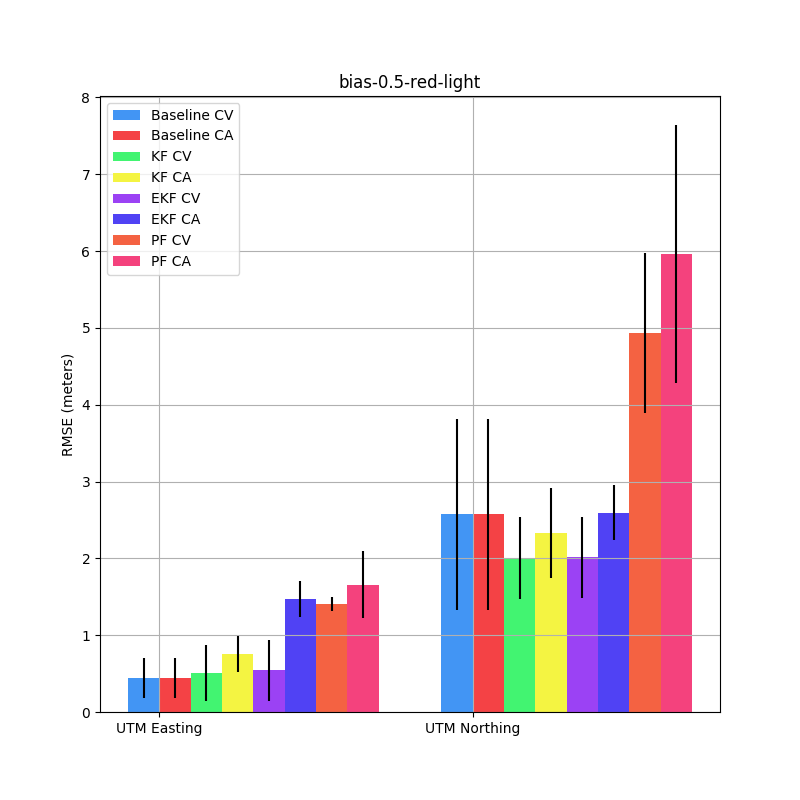 bias-0.5-red-light
8
7
6
5
4
3
2
1
0
RMSE (meters)
Baseline CV
Baseline CA
KF CV
KF CA
EKF CV
EKF CA
PF CV
PF CA
UTM Easting
UTM Northing